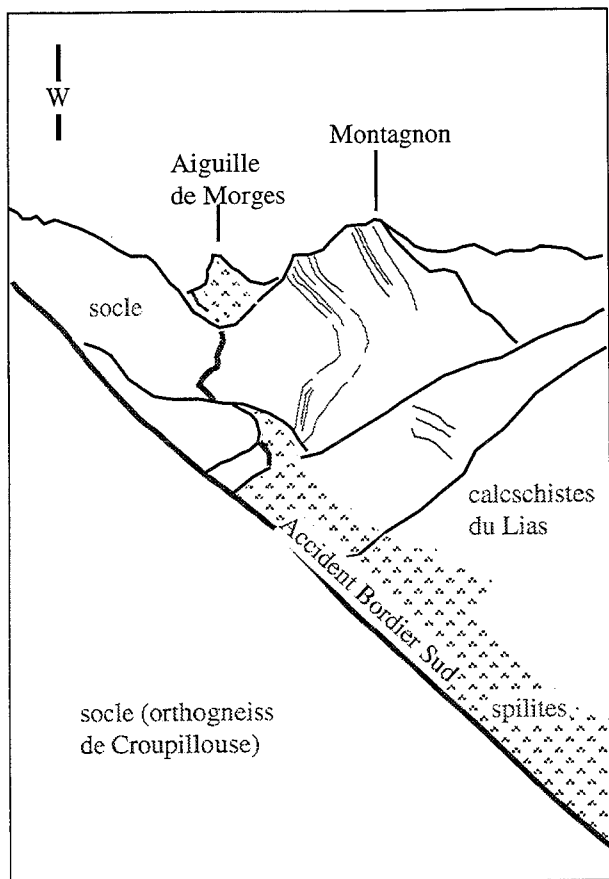 W
Montagnon
Aiguille
de Morges
socle
calcschistes
du Lias
Accident Bordier Sud
spilites
socle (orthogneiss
de Croupillouse)